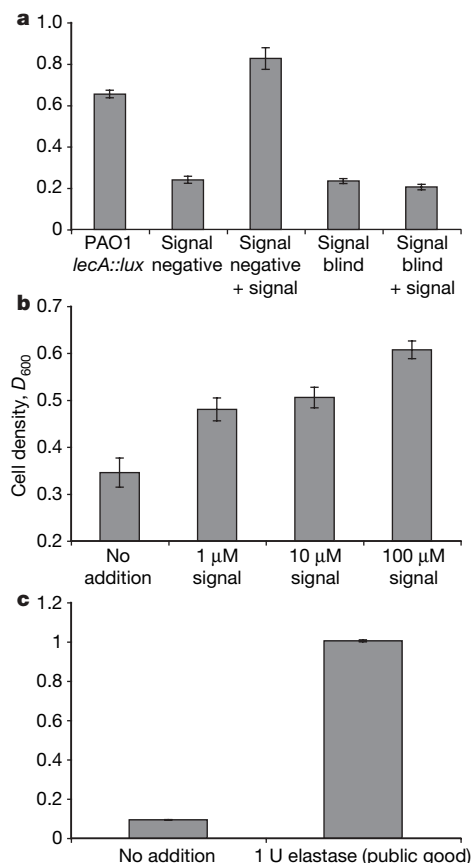 a
1.0
0.8
0.6
0.4
0.2
0
PAO1
lecA::lux
Signal
negative
Signal
negative
+ signal
Signal
blind
Signal
blind
+ signal
b
0.7
0.6
0.5
0.4
0.3
0.2
Cell density, D600
No
addition
1 µM
signal
10 µM
signal
100 µM
signal
c
1.2
1
0.8
0.6
0.4
0.2
0
No addition
1 U elastase (public good)